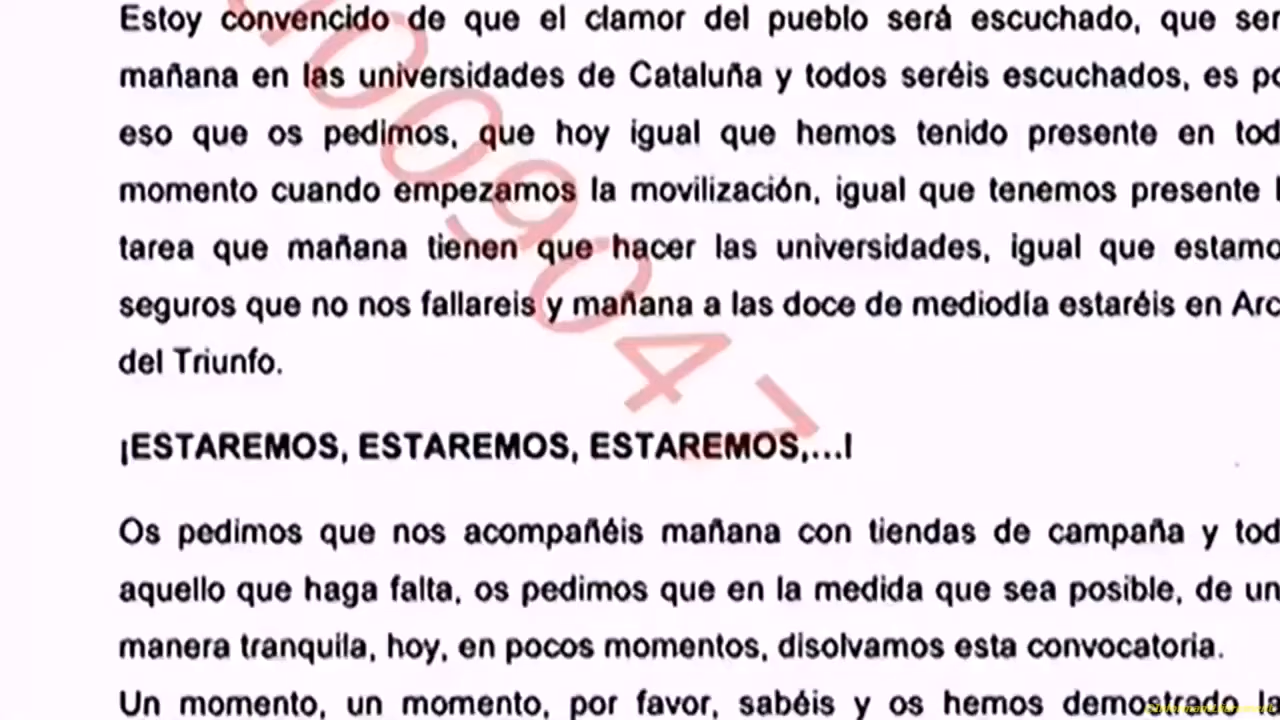 Estoy convencido de que el clamor del pueblo será escuchado, que ser
mañana en las universidades de Cataluña y todos seréis escuchados, es po
eso que os pedimos, que hoy igual que hemos tenido presente en tod
momento cuando empezamos la movilización, igual que tenemos presente l
tarea que mañana tienen que hacer las universidades, igual que estamo
seguros que no nos fallareis y mañana a las doce de mediodía estaréis en Arc
del Triunfo.
¡ESTAREMOS, ESTAREMOS, ESTAREMOS,...!
Os pedimos que nos acompañéis mañana con tiendas de campaña y tod
aquello que haga falta, os pedimos que en la medida que sea posible, de un
manera tranquila, hoy, en pocos momentos, disolvamos esta convocatoria.
Un momento, un momento, por favor, sabéis y os hemos demostrado la
009047